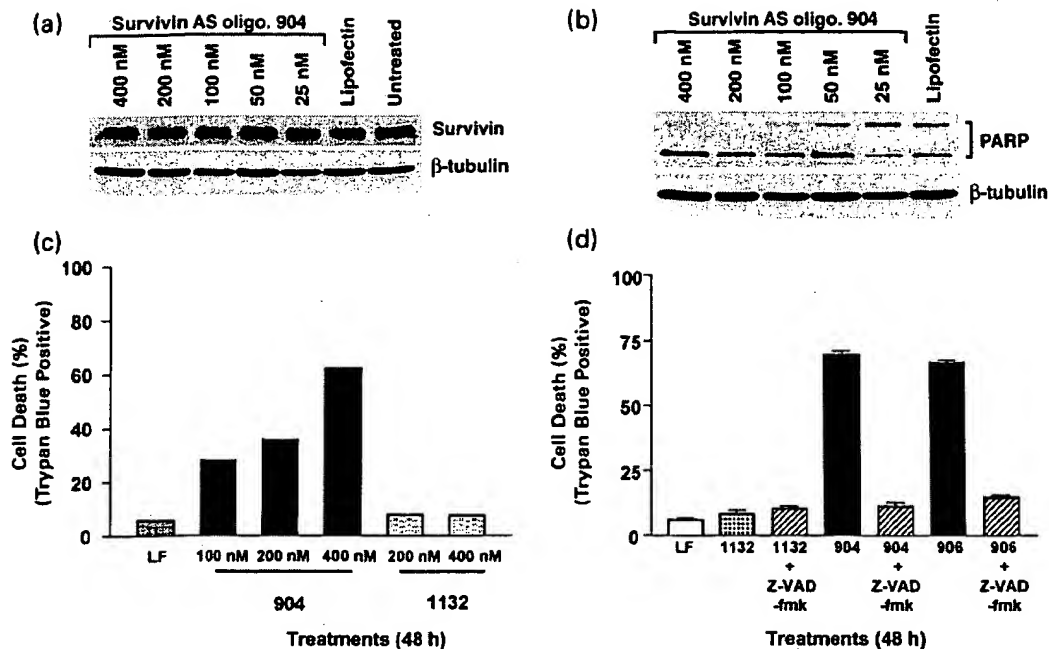 (a)
Survivin AS oligo. 904
400 nM
200 nM
100 nM
50 nM
25 nM
Lipofectin
Untreated
Survivin
β-tubulin
(b)
Survivin AS oligo. 904
400 nM
200 nM
100 nM
50 nM
25 nM
Lipofectin
PARP
β-tubulin
(c)
Cell Death (%)
(Trypan Blue Positive)
100
80
60
40
20
0
LF 100 nM 200 nM 400 nM 200 nM 400 nM
904 1132
Treatments (48 h)
(d)
Cell Death (%)
(Trypan Blue Positive)
100
75
50
25
0
LF 1132 1132 904 904 906 906
+ + +
Z-VAD Z-VAD Z-VAD
-fmk -fmk -fmk
Treatments (48 h)